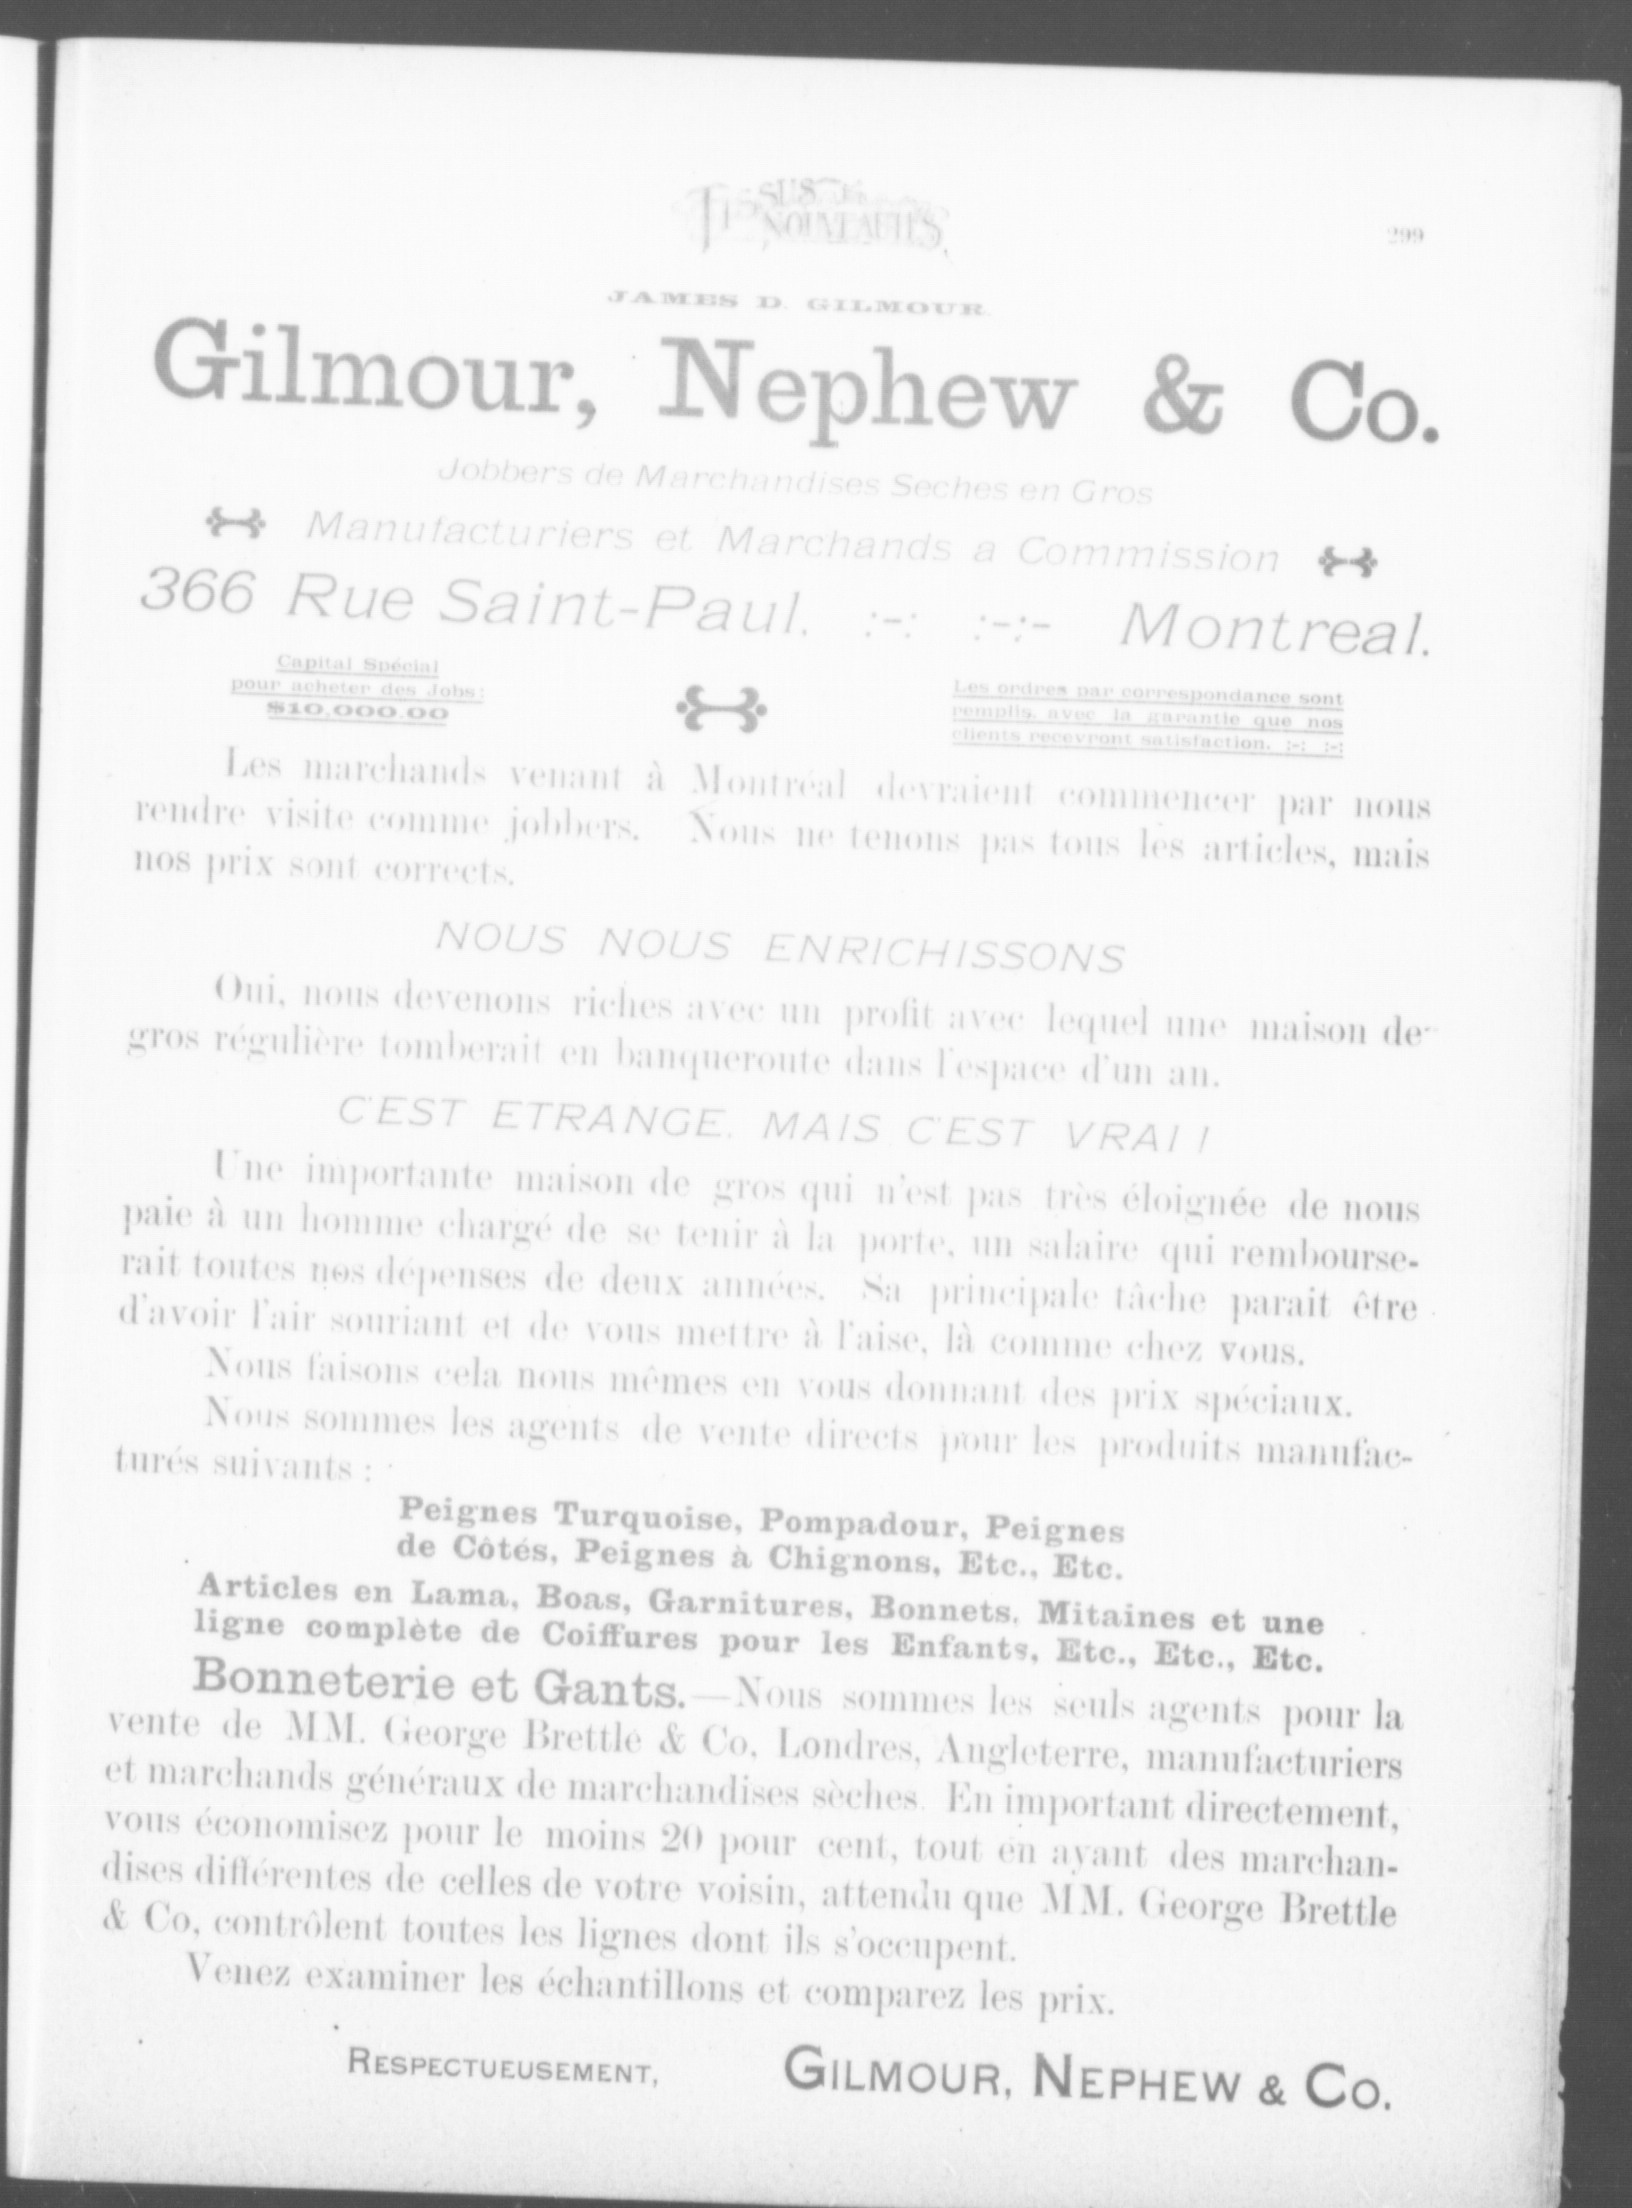 TISSUS
NOUVEAUTÉS
299
JAMES D. GILMOUR.
Gilmour, Nephew & Co.
Jobbers de Marchandises Seches en Gros
Manufacturiers et Marchands a Commission
366 Rue Saint-Paul. :-: :-:- Montreal.
Capital Spécial
pour acheter des Jobs:
$10,000.00
Les ordres par correspondance sont
remplis, avec la garantie que nos
clients recevront satisfaction. :-: :-:
Les marchands venant à Montréal devraient commencer par nous
rendre visite comme jobbers. Nous ne tenons pas tous les articles, mais
nos prix sont corrects.
NOUS NOUS ENRICHISSONS
Oui, nous devenons riches avec un profit avec lequel une maison de
gros régulière tomberait en banqueroute dans l'espace d'un an.
C'EST ETRANGE. MAIS C'EST VRAI !
Une importante maison de gros qui n'est pas très éloignée de nous
paie à un homme chargé de se tenir à la porte, un salaire qui rembourse-
rait toutes nos dépenses de deux années. Sa principale tâche parait être
d'avoir l'air souriant et de vous mettre à l'aise, là comme chez vous.
Nous faisons cela nous mêmes en vous donnant des prix spéciaux.
Nous sommes les agents de vente directs pour les produits manufac-
turés suivants :
Peignes Turquoise, Pompadour, Peignes
de Côtés, Peignes à Chignons, Etc., Etc.
Articles en Lama, Boas, Garnitures, Bonnets, Mitaines et une
ligne complète de Coiffures pour les Enfants, Etc., Etc., Etc.
Bonneterie et Gants.—Nous sommes les seuls agents pour la
vente de MM. George Brettle & Co, Londres, Angleterre, manufacturiers
et marchands généraux de marchandises sèches. En important directement,
vous économisez pour le moins 20 pour cent, tout en ayant des marchan-
dises différentes de celles de votre voisin, attendu que MM. George Brettle
& Co, contrôlent toutes les lignes dont ils s'occupent.
Venez examiner les échantillons et comparez les prix.
RESPECTUEUSEMENT, GILMOUR, NEPHEW & CO.